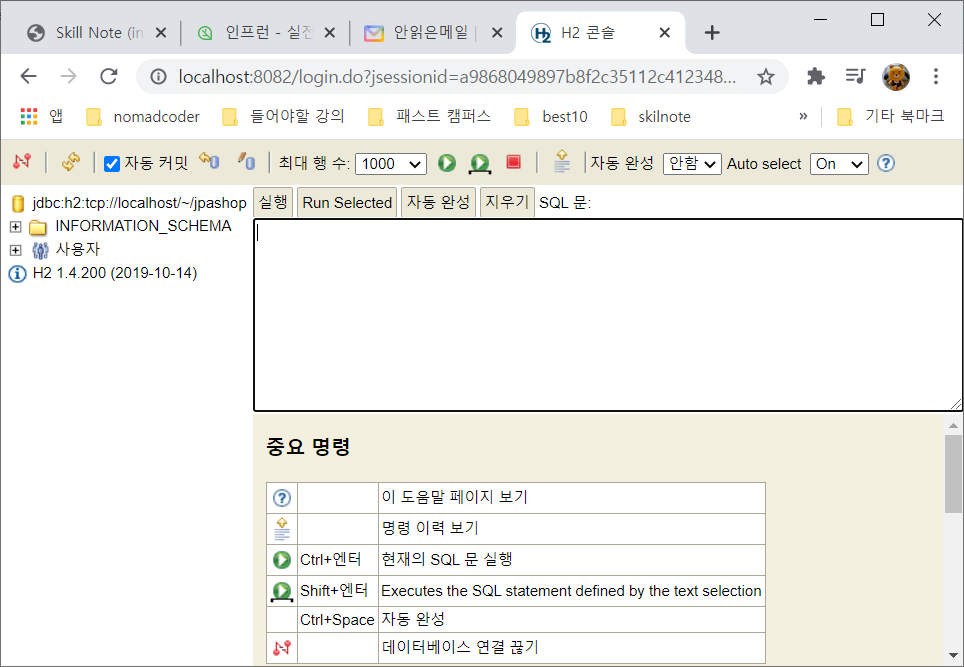 Skill Note (in
인프런 - 실전
안읽은메일
H2 콘솔
localhost:8082/login.do?jsessionid=a9868049897b8f2c35112c412348...
앱
nomadcoder
들어야할 강의
패스트 캠퍼스
best10
skilnote
»
기타 북마크
자동 커밋
최대 행 수: 1000
자동 완성 안함
Auto select On
jdbc:h2:tcp://localhost/~/jpashop
INFORMATION_SCHEMA
사용자
H2 1.4.200 (2019-10-14)
실행 Run Selected 자동 완성 지우기 SQL 문:
중요 명령
이 도움말 페이지 보기
명령 이력 보기
Ctrl+엔터 현재의 SQL 문 실행
Shift+엔터 Executes the SQL statement defined by the text selection
Ctrl+Space 자동 완성
데이터베이스 연결 끊기